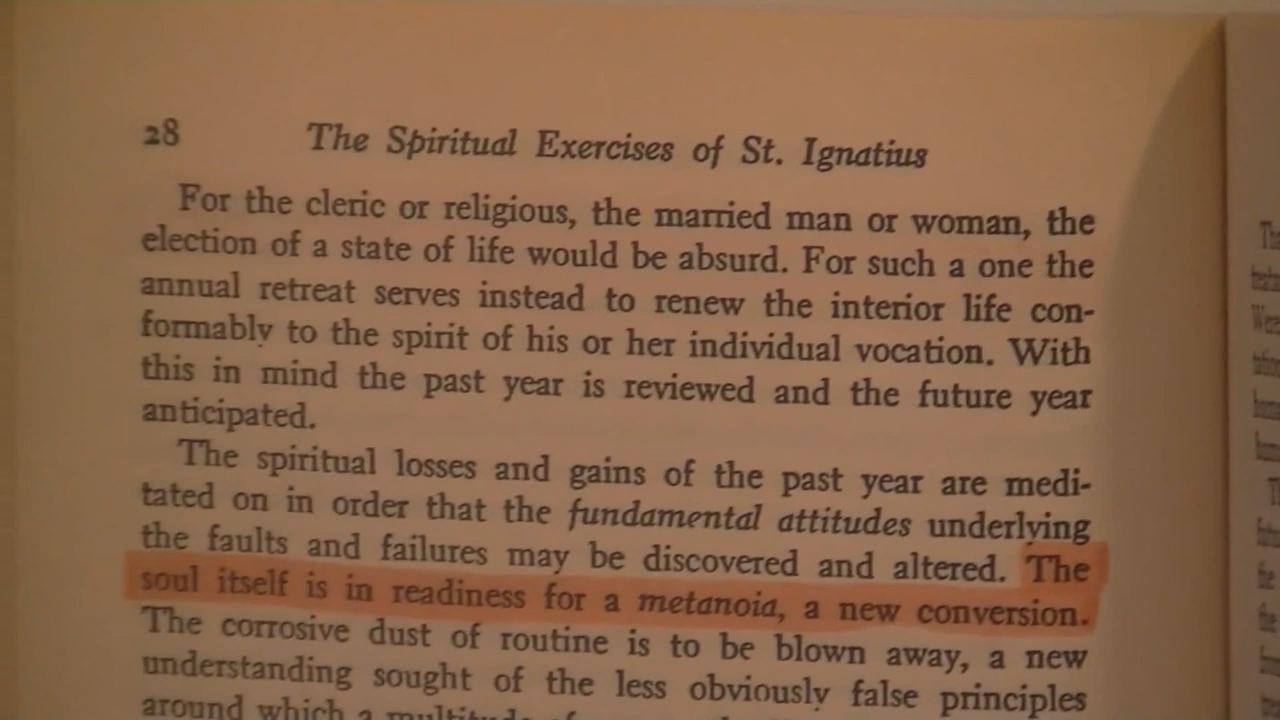 28 The Spiritual Exercises of St. Ignatius
For the cleric or religious, the married man or woman, the
election of a state of life would be absurd. For such a one the
annual retreat serves instead to renew the interior life con-
formably to the spirit of his or her individual vocation. With
this in mind the past year is reviewed and the future year
anticipated.
The spiritual losses and gains of the past year are medi-
tated on in order that the fundamental attitudes underlying
the faults and failures may be discovered and altered. The
soul itself is in readiness for a metanoia, a new conversion.
The corrosive dust of routine is to be blown away, a new
understanding sought of the less obviously false principles
around which a